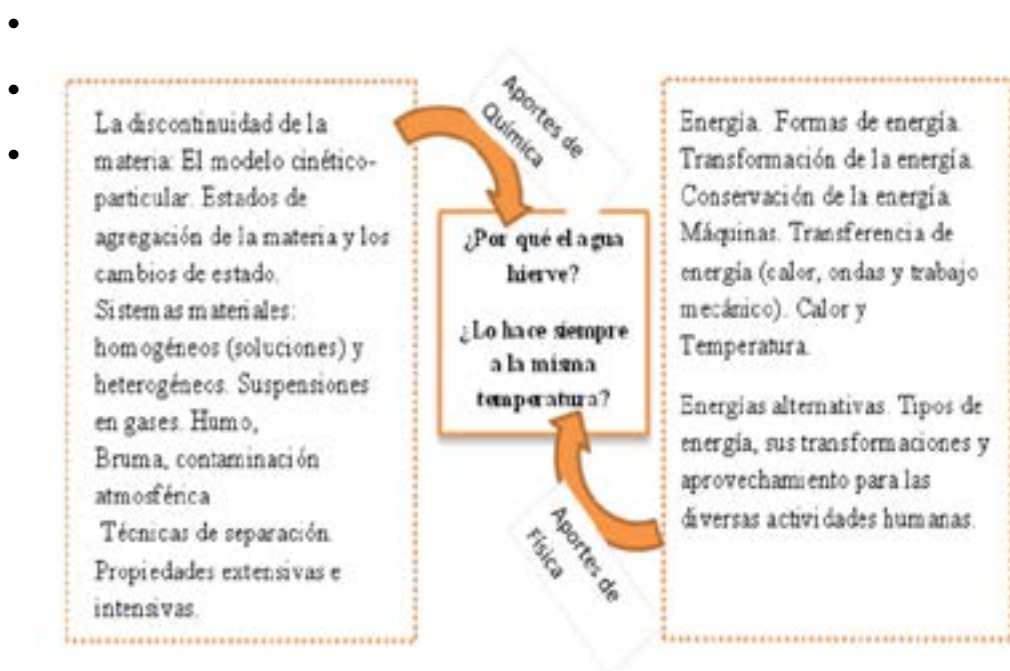 La discontinuidad de la
materia: El modelo cinético-
particular. Estados de
agregación de la materia y los
cambios de estado.
Sistemas materiales:
homogéneos (soluciones) y
heterogéneos. Suspensiones
en gases. Humo,
Bruma, contaminación
atmosférica
Técnicas de separación.
Propiedades extensivas e
intensivas.
Aportes de
Química
¿Por qué el agua
hierve?
¿Lo hace siempre
a la misma
temperatura?
Aportes de
Física
Energía. Formas de energía.
Transformación de la energía.
Conservación de la energía.
Máquinas. Transferencia de
energía (calor, ondas y trabajo
mecánico). Calor y
Temperatura.
Energías alternativas. Tipos de
energía, sus transformaciones y
aprovechamiento para las
diversas actividades humanas.